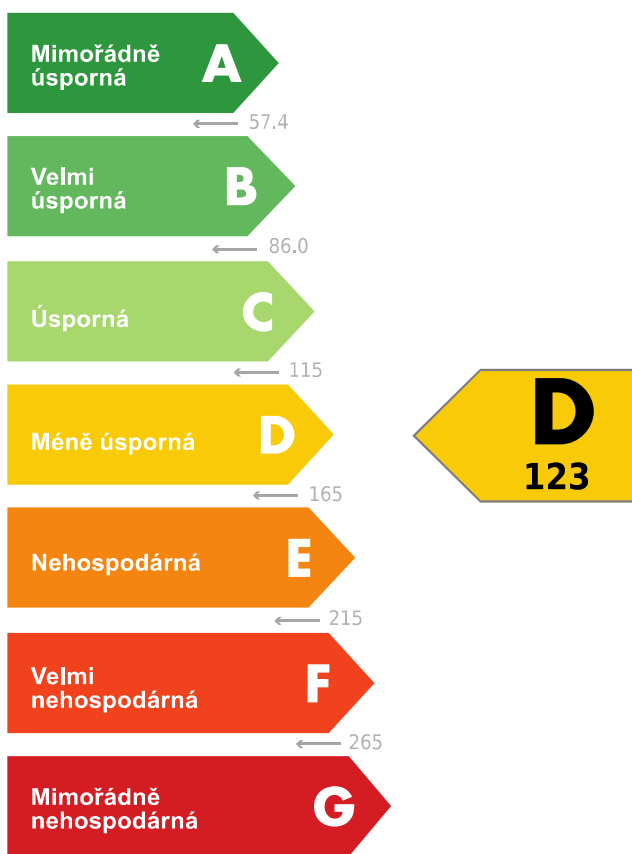 Mimořádně
úsporná
A
57.4
Velmi
úsporná
B
86.0
Úsporná
C
115
Méně úsporná
D
D
123
165
Nehospodárná
E
215
Velmi
nehospodárná
F
265
Mimořádně
nehospodárná
G